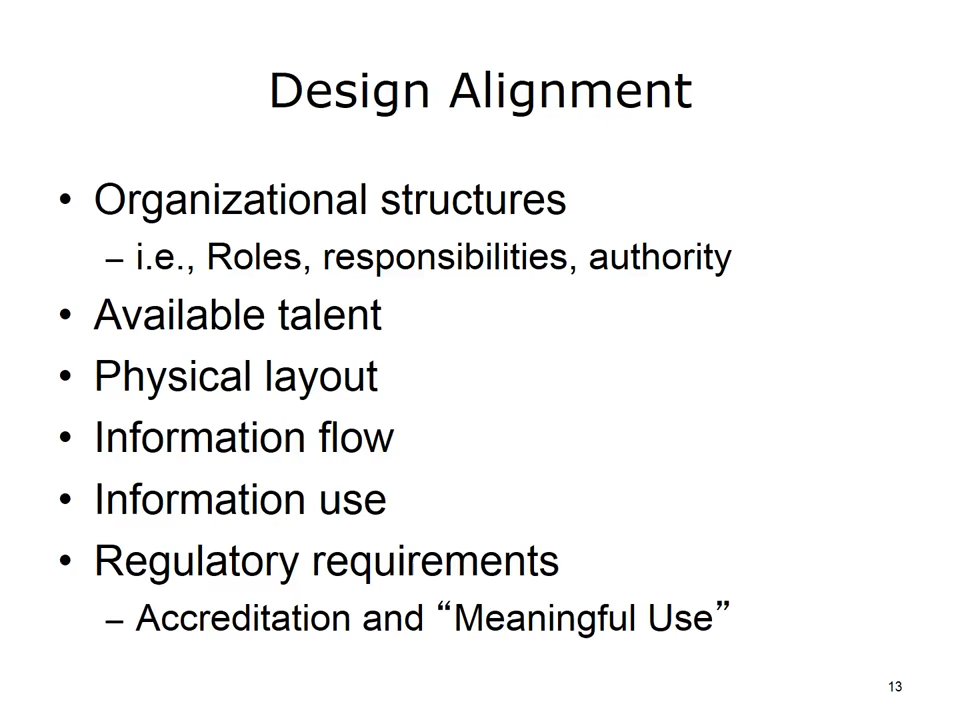 Design Alignment
• Organizational structures
– i.e., Roles, responsibilities, authority
• Available talent
• Physical layout
• Information flow
• Information use
• Regulatory requirements
– Accreditation and “Meaningful Use”
13